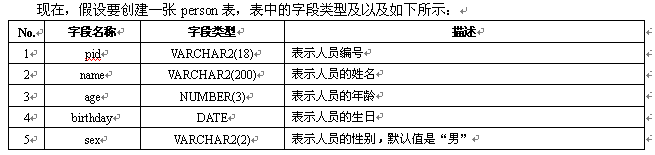 现在，假设要创建一张 person 表，表中的字段类型及以及如下所示：
No. 字段名称 字段类型 描述
1 pid VARCHAR2(18) 表示人员编号
2 name VARCHAR2(200) 表示人员的姓名
3 age NUMBER(3) 表示人员的年龄
4 birthday DATE 表示人员的生日
5 sex VARCHAR2(2) 表示人员的性别，默认值是“男”